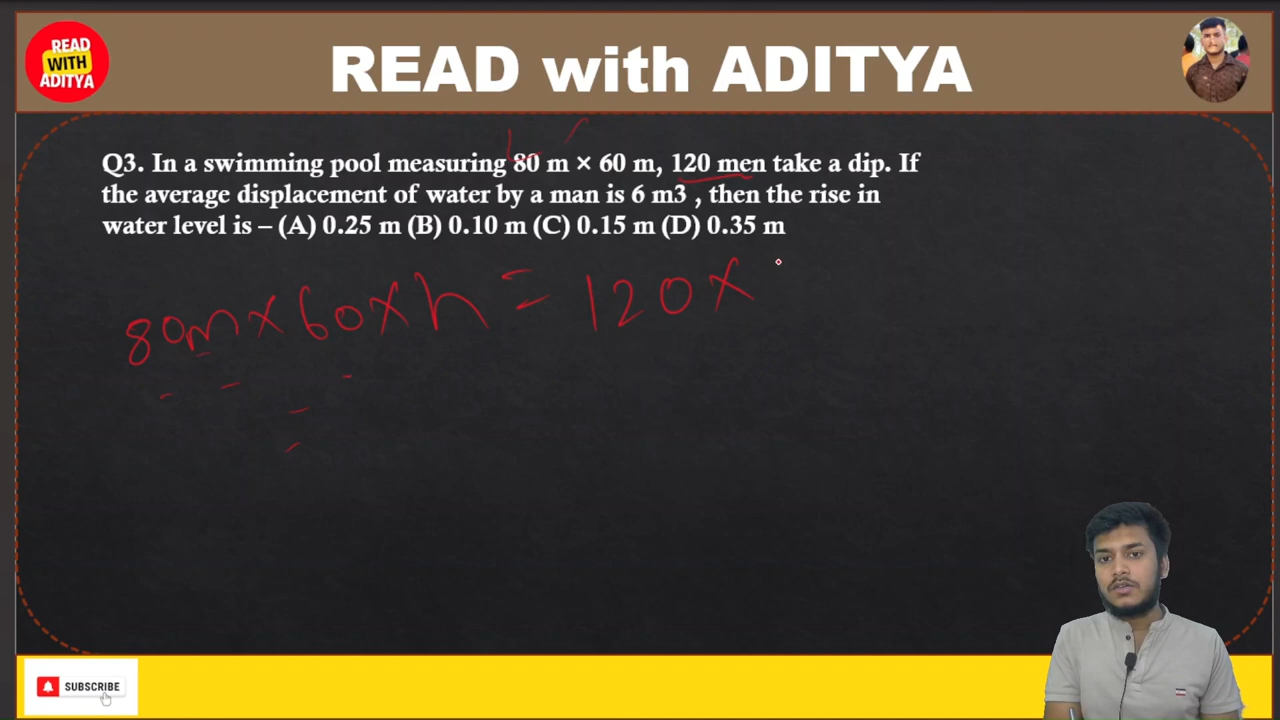 READ
WITH
ADITYA
READ with ADITYA
Q3. In a swimming pool measuring 80 m × 60 m, 120 men take a dip. If
the average displacement of water by a man is 6 m3 , then the rise in
water level is – (A) 0.25 m (B) 0.10 m (C) 0.15 m (D) 0.35 m
80m × 60 × h = 120 ×
SUBSCRIBE